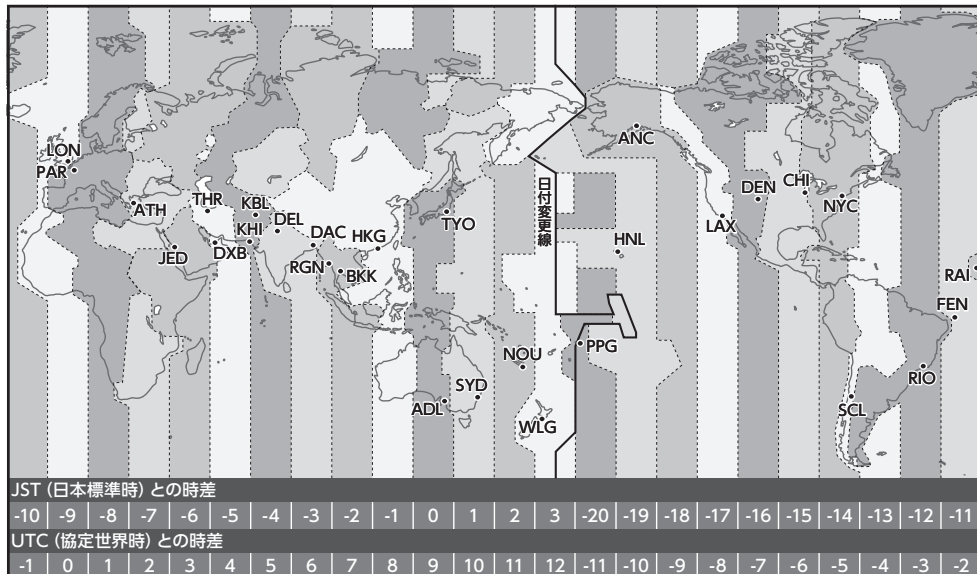 LON
PAR
ATH
THR
KBL
DEL
KHI
JED
DXB
DAC
HKG
RGN
BKK
TYO
NOU
SYD
ADL
WLG
日付変更線
ANC
HNL
PPG
LAX
DEN
CHI
NYC
RAI
FEN
RIO
SCL
JST (日本標準時) との時差
-10 -9 -8 -7 -6 -5 -4 -3 -2 -1 0 1 2 3 -20 -19 -18 -17 -16 -15 -14 -13 -12 -11
UTC (協定世界時) との時差
-1 0 1 2 3 4 5 6 7 8 9 10 11 12 -11 -10 -9 -8 -7 -6 -5 -4 -3 -2